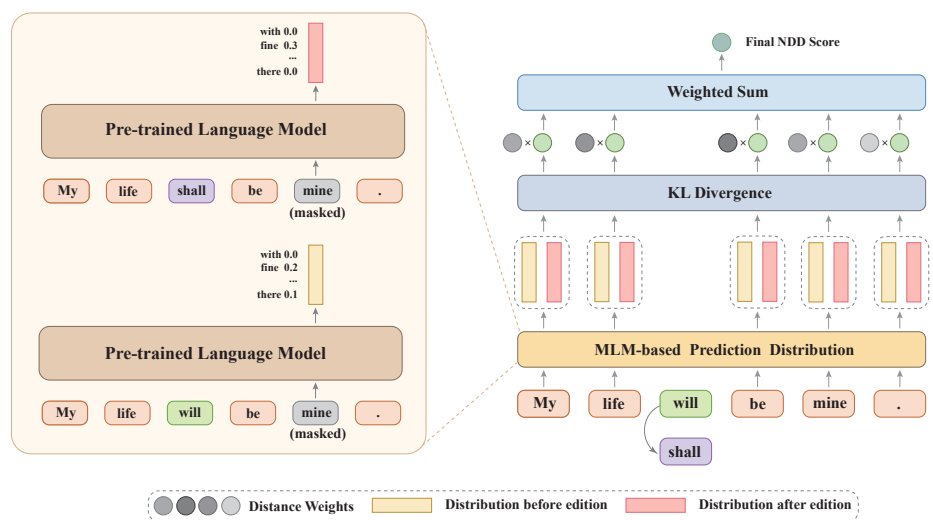 with 0.0
fine 0.3
...
there 0.0
Pre-trained Language Model
My life shall be mine .
(masked)
with 0.0
fine 0.2
...
there 0.1
Pre-trained Language Model
My life will be mine .
(masked)
Final NDD Score
Weighted Sum
× × × × ×
KL Divergence
MLM-based Prediction Distribution
My life will be mine .
shall
Distance Weights Distribution before edition Distribution after edition